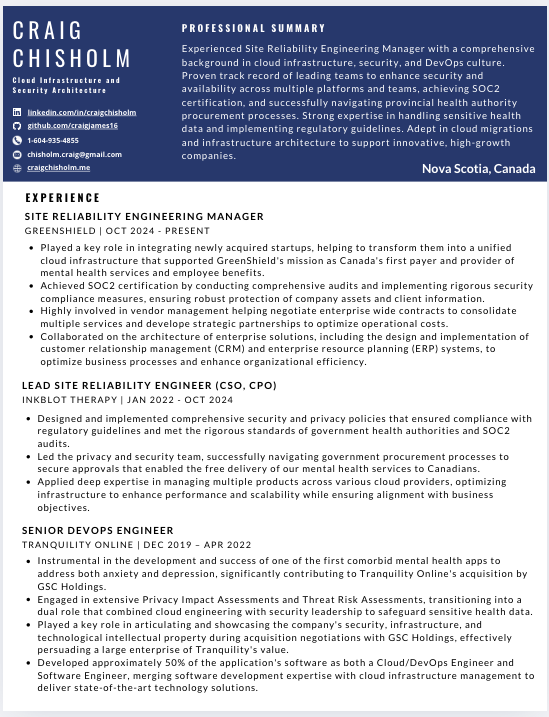 CRAIG
CHISHOLM
Cloud Infrastructure and
Security Architecture
linkedin.com/in/craigchisholm
github.com/craigjames16
1-604-935-4855
chisholm.craig@gmail.com
craigchisholm.me
PROFESSIONAL SUMMARY
Experienced Site Reliability Engineering Manager with a comprehensive
background in cloud infrastructure, security, and DevOps culture.
Proven track record of leading teams to enhance security and
availability across multiple platforms and teams, achieving SOC2
certification, and successfully navigating provincial health authority
procurement processes. Strong expertise in handling sensitive health
data and implementing regulatory guidelines. Adept in cloud migrations
and infrastructure architecture to support innovative, high-growth
companies.
Nova Scotia, Canada
EXPERIENCE
SITE RELIABILITY ENGINEERING MANAGER
GREENSHIELD | OCT 2024 - PRESENT
• Played a key role in integrating newly acquired startups, helping to transform them into a unified
cloud infrastructure that supported GreenShield's mission as Canada's first payer and provider of
mental health services and employee benefits.
• Achieved SOC2 certification by conducting comprehensive audits and implementing rigorous security
compliance measures, ensuring robust protection of company assets and client information.
• Highly involved in vendor management helping negotiate enterprise wide contracts to consolidate
multiple services and develope strategic partnerships to optimize operational costs.
• Collaborated on the architecture of enterprise solutions, including the design and implementation of
customer relationship management (CRM) and enterprise resource planning (ERP) systems, to
optimize business processes and enhance organizational efficiency.
LEAD SITE RELIABILITY ENGINEER (CSO, CPO)
INKBLOT THERAPY | JAN 2022 - OCT 2024
• Designed and implemented comprehensive security and privacy policies that ensured compliance with
regulatory guidelines and met the rigorous standards of government health authorities and SOC2
audits.
• Led the privacy and security team, successfully navigating government procurement processes to
secure approvals that enabled the free delivery of our mental health services to Canadians.
• Applied deep expertise in managing multiple products across various cloud providers, optimizing
infrastructure to enhance performance and scalability while ensuring alignment with business
objectives.
SENIOR DEVOPS ENGINEER
TRANQUILITY ONLINE | DEC 2019 – APR 2022
• Instrumental in the development and success of one of the first comorbid mental health apps to
address both anxiety and depression, significantly contributing to Tranquility Online's acquisition by
GSC Holdings.
• Engaged in extensive Privacy Impact Assessments and Threat Risk Assessments, transitioning into a
dual role that combined cloud engineering with security leadership to safeguard sensitive health data.
• Played a key role in articulating and showcasing the company's security, infrastructure, and
technological intellectual property during acquisition negotiations with GSC Holdings, effectively
persuading a large enterprise of Tranquility's value.
• Developed approximately 50% of the application's software as both a Cloud/DevOps Engineer and
Software Engineer, merging software development expertise with cloud infrastructure management to
deliver state-of-the-art technology solutions.